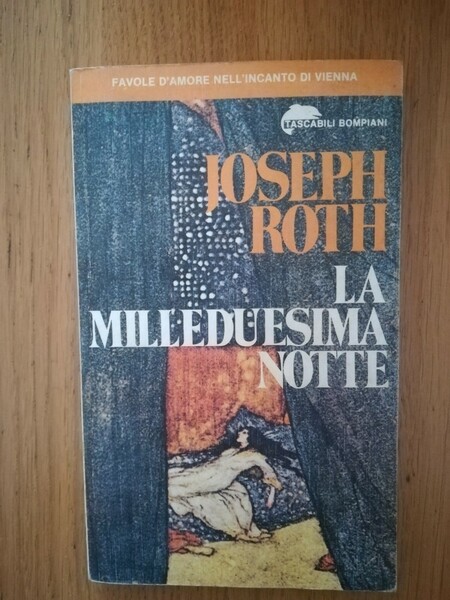 FAVOLE D'AMORE NELL'INCANTO DI VIENNA
TASCABILI BOMPIANI
JOSEPH
ROTH
LA
MILLEDUESIMA
NOTTE